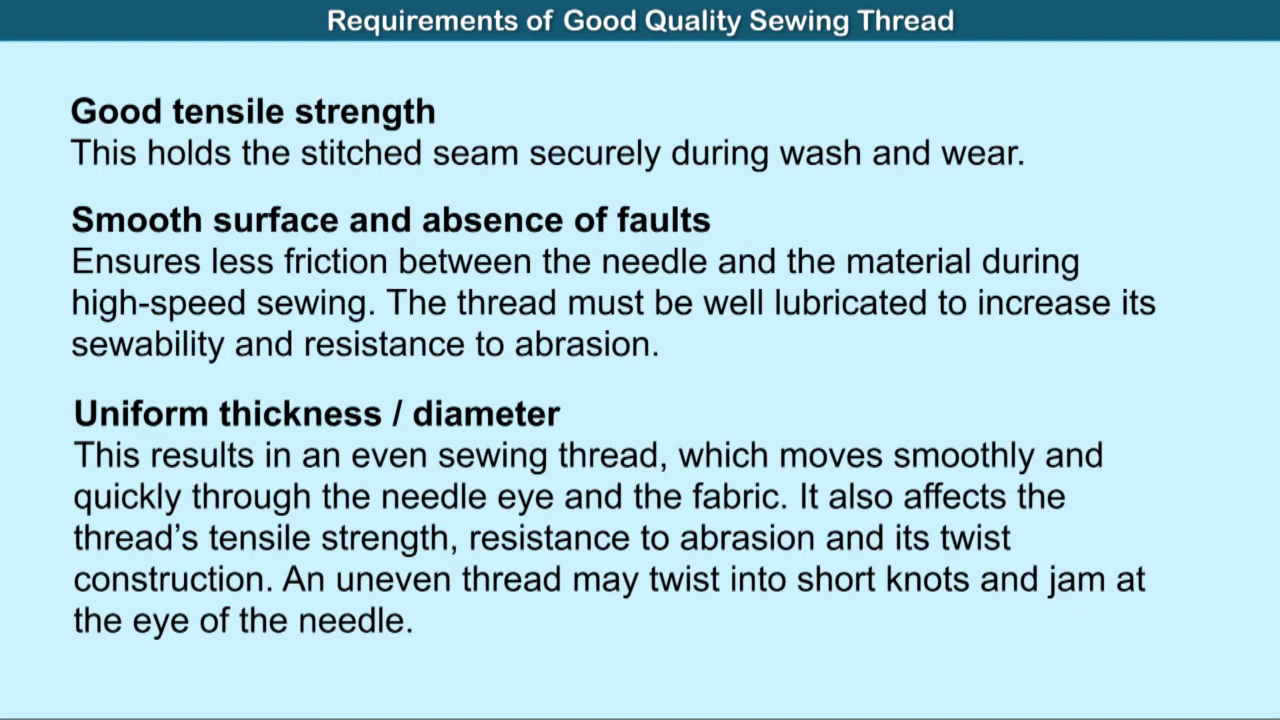 Requirements of Good Quality Sewing Thread
Good tensile strength
This holds the stitched seam securely during wash and wear.
Smooth surface and absence of faults
Ensures less friction between the needle and the material during
high-speed sewing. The thread must be well lubricated to increase its
sewability and resistance to abrasion.
Uniform thickness / diameter
This results in an even sewing thread, which moves smoothly and
quickly through the needle eye and the fabric. It also affects the
thread’s tensile strength, resistance to abrasion and its twist
construction. An uneven thread may twist into short knots and jam at
the eye of the needle.